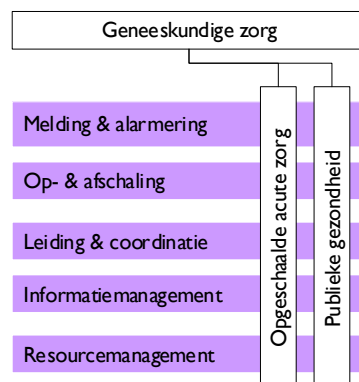 Geneeskundige zorg
Melding & alarmering
Op- & afschaling
Leiding & coordinatie
Informatiemanagement
Resourcemanagement
Opgeschaalde acute zorg
Publieke gezondheid